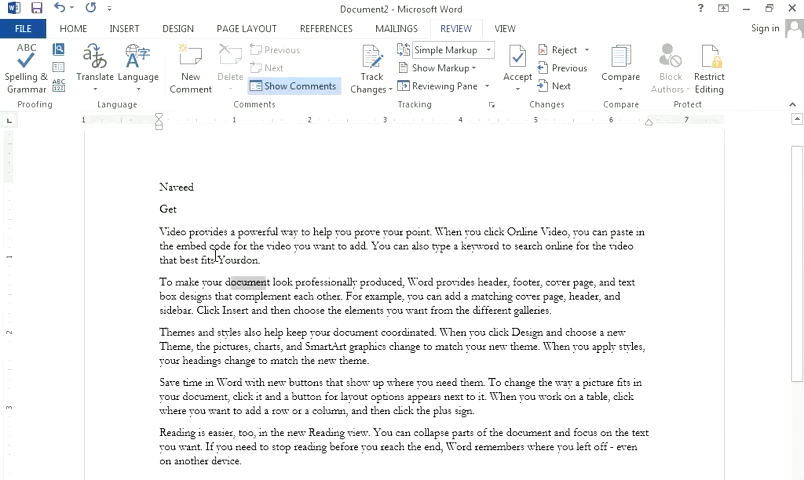 Document2 - Microsoft Word
Sign in
FILE HOME INSERT DESIGN PAGE LAYOUT REFERENCES MAILINGS REVIEW VIEW
ABC Spelling & Grammar
ABC 123
Translate
Language
New Comment
Delete
Previous
Next
Show Comments
Track Changes
Simple Markup
Show Markup
Reviewing Pane
Accept
Reject
Previous
Next
Compare
Block Authors
Restrict Editing
Proofing Language Comments Tracking Changes Compare Protect
1 1 2 3 4 5 6 7
Naveed
Get
Video provides a powerful way to help you prove your point. When you click Online Video, you can paste in
the embed code for the video you want to add. You can also type a keyword to search online for the video
that best fits Yourdon.
To make your document look professionally produced, Word provides header, footer, cover page, and text
box designs that complement each other. For example, you can add a matching cover page, header, and
sidebar. Click Insert and then choose the elements you want from the different galleries.
Themes and styles also help keep your document coordinated. When you click Design and choose a new
Theme, the pictures, charts, and SmartArt graphics change to match your new theme. When you apply styles,
your headings change to match the new theme.
Save time in Word with new buttons that show up where you need them. To change the way a picture fits in
your document, click it and a button for layout options appears next to it. When you work on a table, click
where you want to add a row or a column, and then click the plus sign.
Reading is easier, too, in the new Reading view. You can collapse parts of the document and focus on the text
you want. If you need to stop reading before you reach the end, Word remembers where you left off - even
on another device.
1
2
3